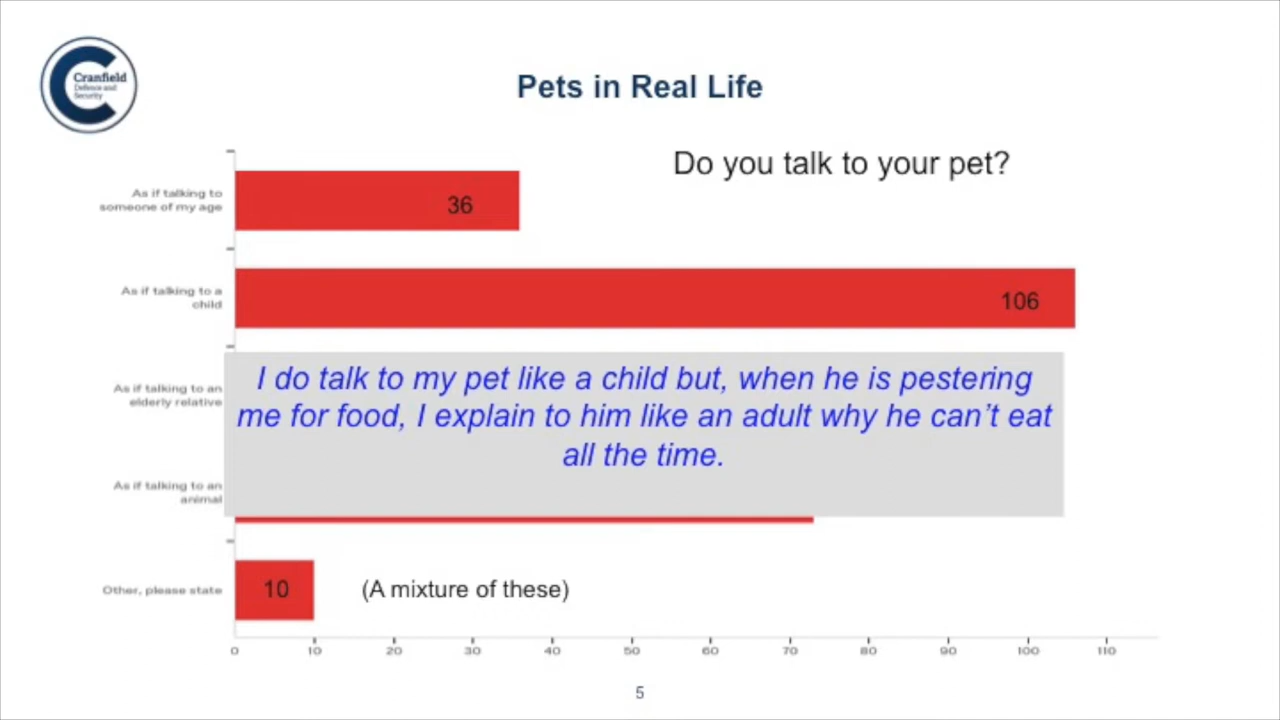 Cranfield
Defence and
Security
Pets in Real Life
Do you talk to your pet?
As if talking to
someone of my age
36
As if talking to a
child
106
As if talking to an
elderly relative
I do talk to my pet like a child but, when he is pestering
me for food, I explain to him like an adult why he can’t eat
all the time.
As if talking to an
animal
Other, please state
10
(A mixture of these)
0 10 20 30 40 50 60 70 80 90 100 110
5